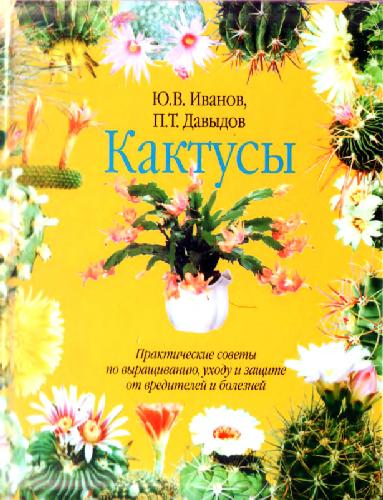 Ю.В. Иванов,
П.Т. Давыдов
Кактусы
Практические советы
по выращиванию, уходу и защите
от вредителей и болезней